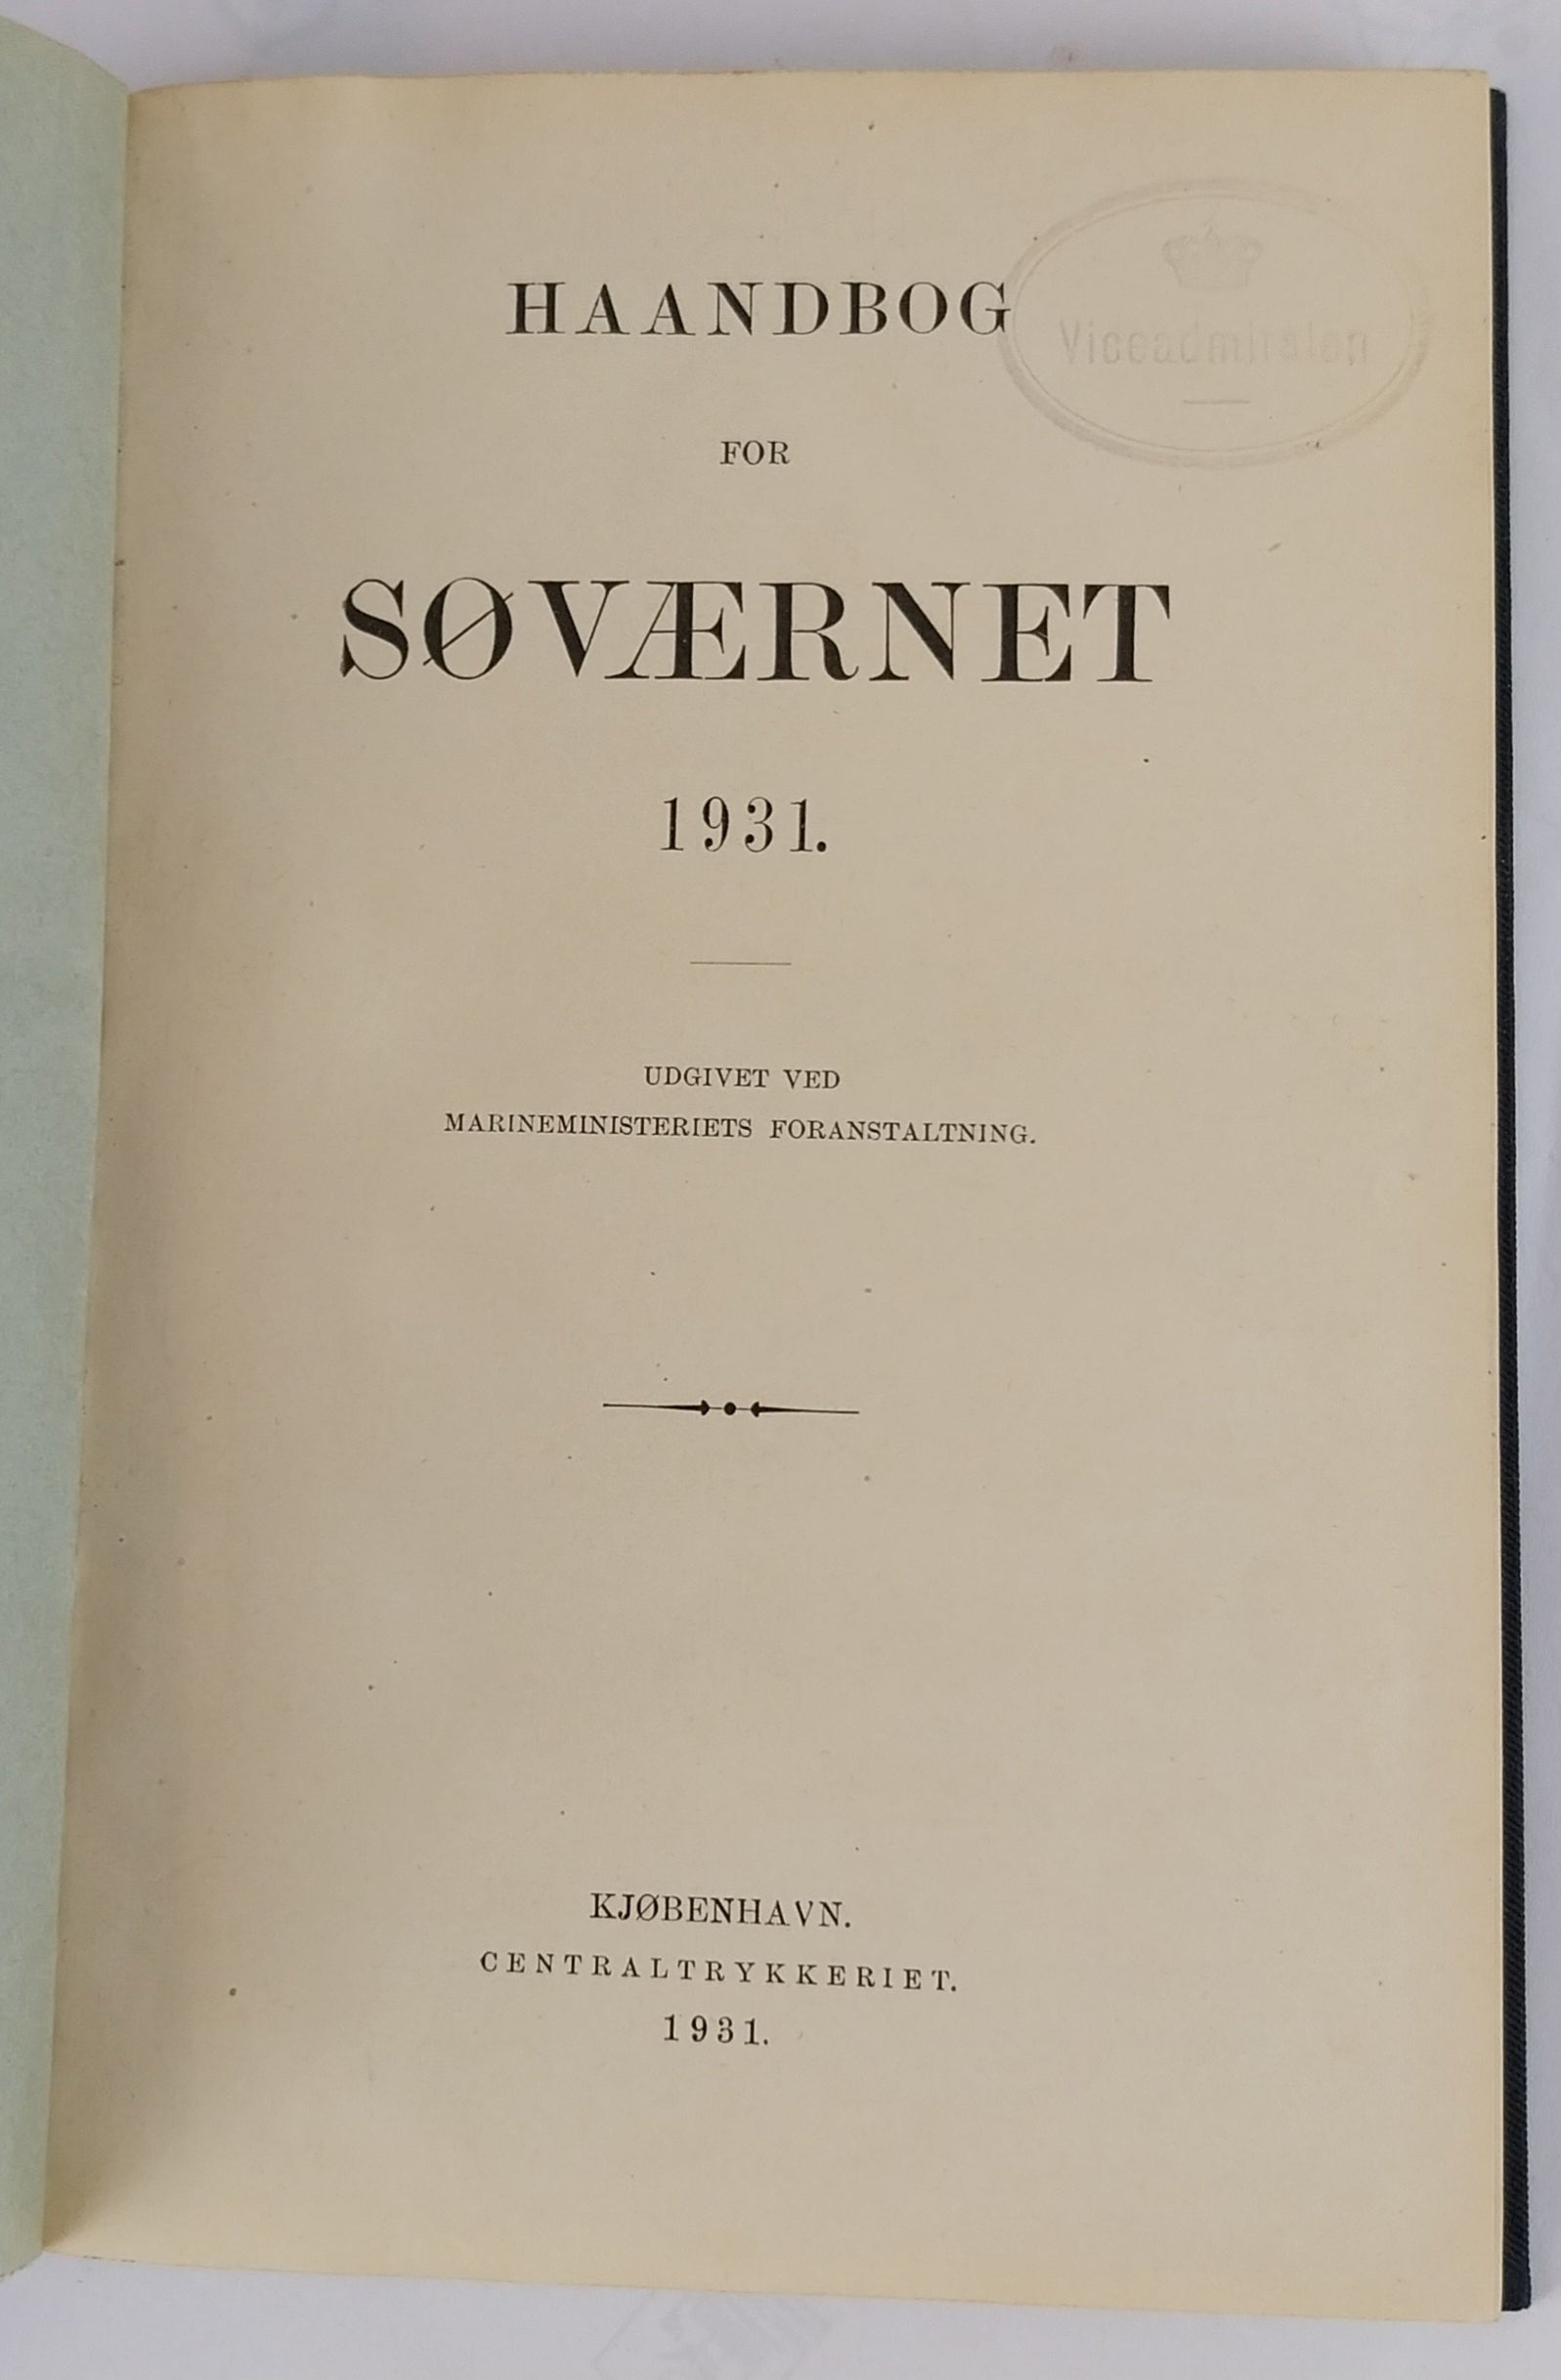 HAANDBOG
Viceadmiralen
FOR
SØVÆRNET
1931.
UDGIVET VED
MARINEMINISTERIETS FORANSTALTNING.
KJØBENHAVN.
CENTRALTRYKKERIET.
1931.